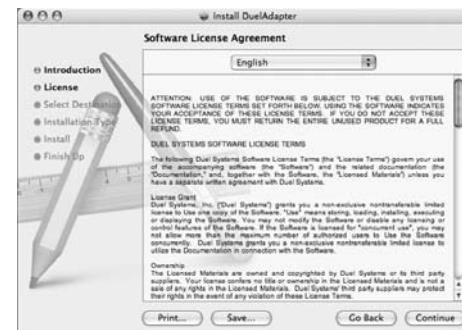 Install DuelAdapter
Software License Agreement
English
Introduction
License
Select Destination
Installation Type
Install
Finish Up
ATTENTION: USE OF THE SOFTWARE IS SUBJECT TO THE DUEL SYSTEMS
SOFTWARE LICENSE TERMS SET FORTH BELOW. USING THE SOFTWARE INDICATES
YOUR ACCEPTANCE OF THESE LICENSE TERMS. IF YOU DO NOT ACCEPT THESE
LICENSE TERMS, YOU MUST RETURN THE ENTIRE UNUSED PRODUCT FOR A FULL
REFUND.
DUEL SYSTEMS SOFTWARE LICENSE TERMS
The following Duel Systems Software License Terms (the "License Terms") govern your use
of the accompanying software (the "Software") and the related documentation (the
"Documentation," and, together with the Software, the "Licensed Materials") unless you
have a separate written agreement with Duel Systems.
License Grant
Duel Systems, Inc. ("Duel Systems") grants you a non-exclusive nontransferable limited
license to Use one copy of the Software. "Use" means storing, loading, installing, executing
or displaying the Software. You may not modify the Software or disable any licensing or
control features of the Software. If the Software is licensed for "concurrent use", you may
not allow more than the maximum number of authorized users to Use the Software
concurrently. Duel Systems grants you a non-exclusive nontransferable limited license to
utilize the Documentation in connection with the Software.
Ownership
The Licensed Materials are owned and copyrighted by Duel Systems or its third party
suppliers. Your license confers no title or ownership in the Licensed Materials and is not a
sale of any rights in the Licensed Materials. Duel Systems' third party suppliers may protect
their rights in the event of any violation of these License Terms.
Print...
Save...
Go Back
Continue